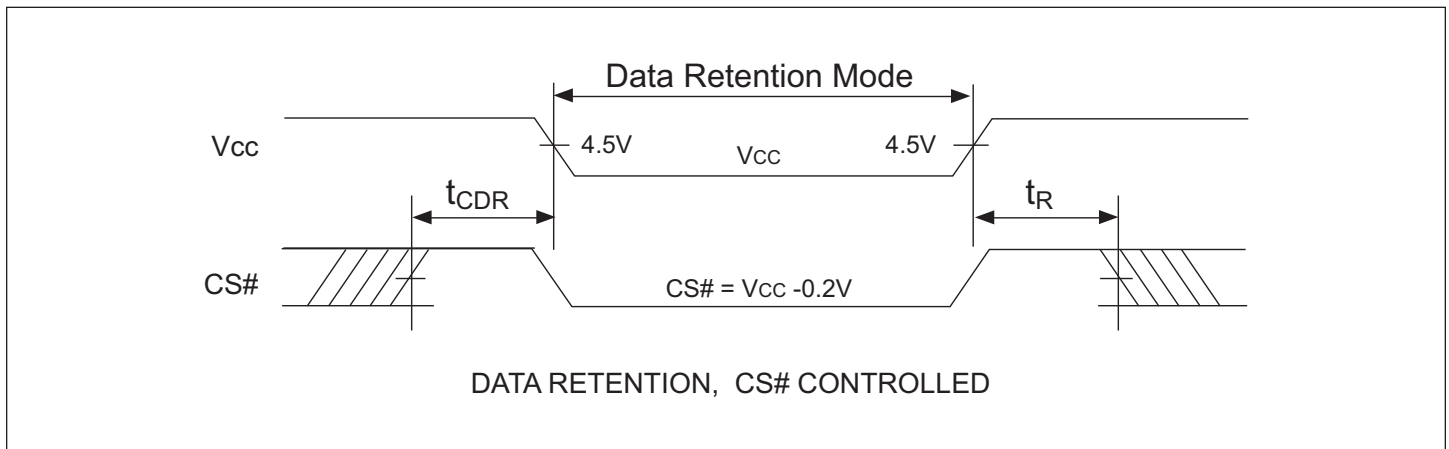 Data Retention Mode
Vcc
4.5V
VCC
4.5V
tCDR
tR
CS#
CS# = VCC -0.2V
DATA RETENTION, CS# CONTROLLED